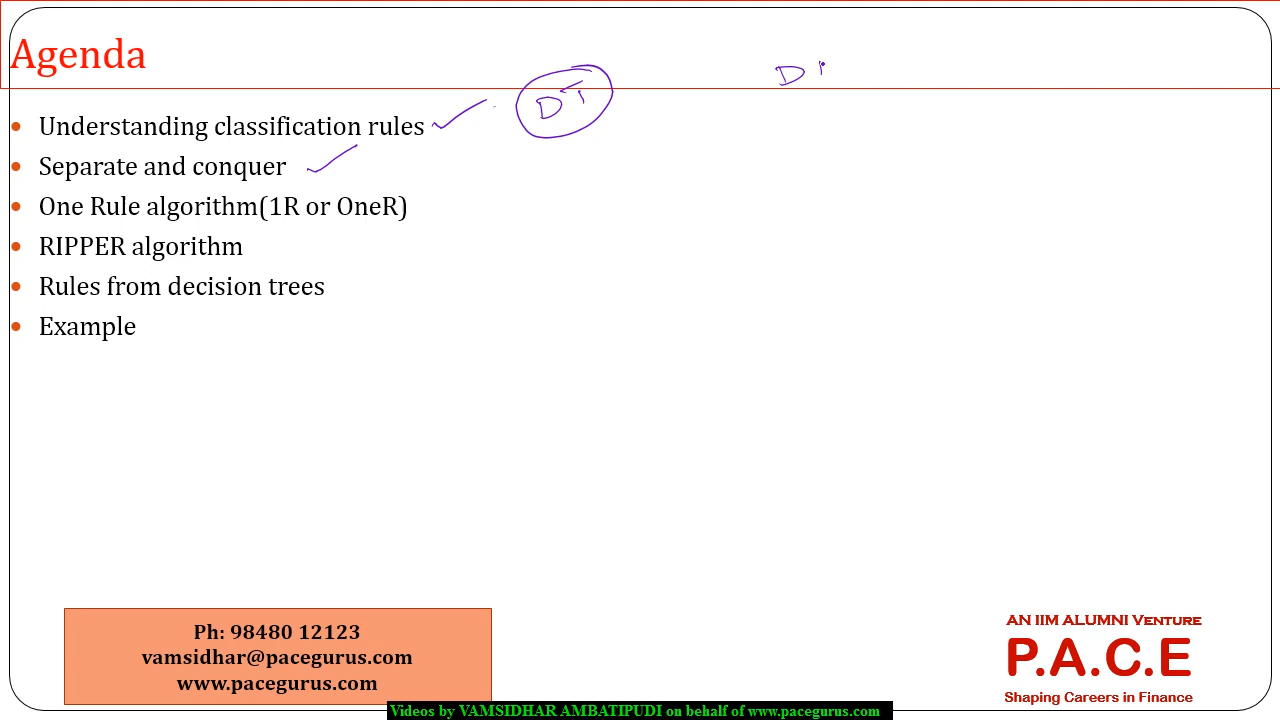 Agenda
D I
DT
• Understanding classification rules
• Separate and conquer
• One Rule algorithm(1R or OneR)
• RIPPER algorithm
• Rules from decision trees
• Example
Ph: 98480 12123
vamsidhar@pacegurus.com
www.pacegurus.com
AN IIM ALUMNI VENTURE
P.A.C.E
Shaping Careers in Finance
Videos by VAMSIDHAR AMBATIPUDI on behalf of www.pacegurus.com